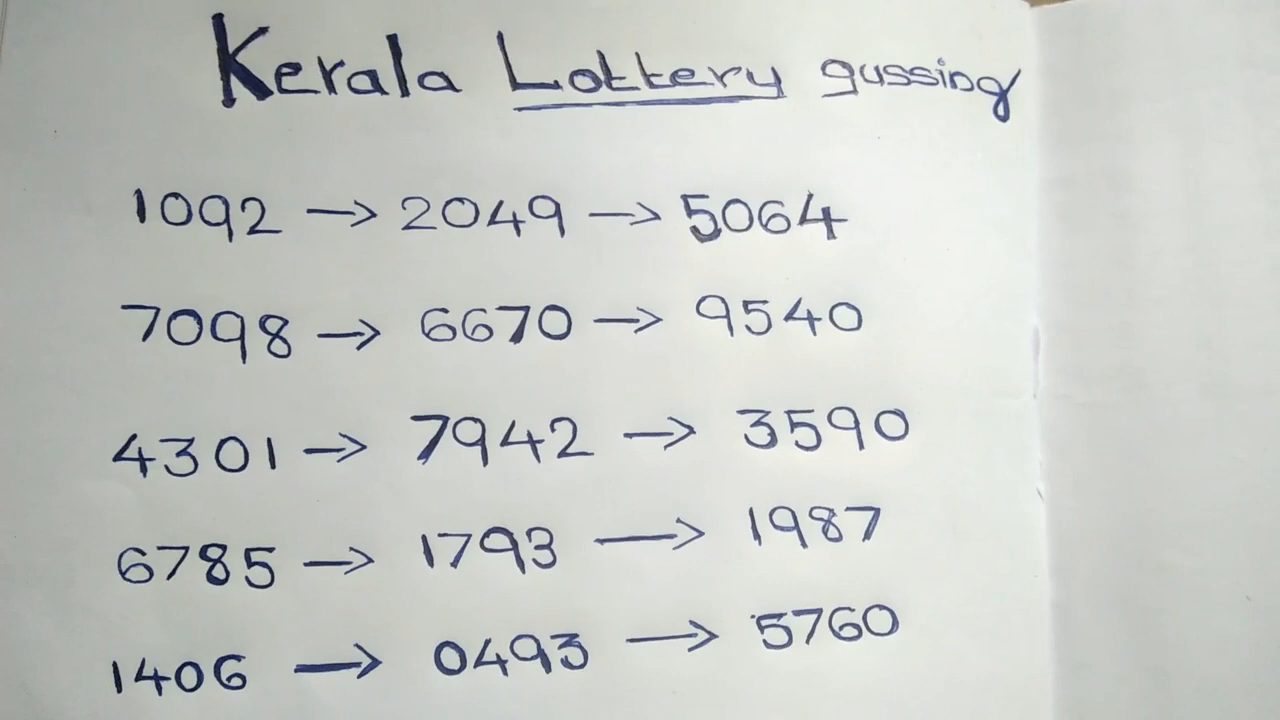 Kerala Lottery gussing
1092 → 2049 → 5064
7098 → 6670 → 9540
4301 → 7942 → 3590
6785 → 1793 → 1987
1406 → 0493 → 5760